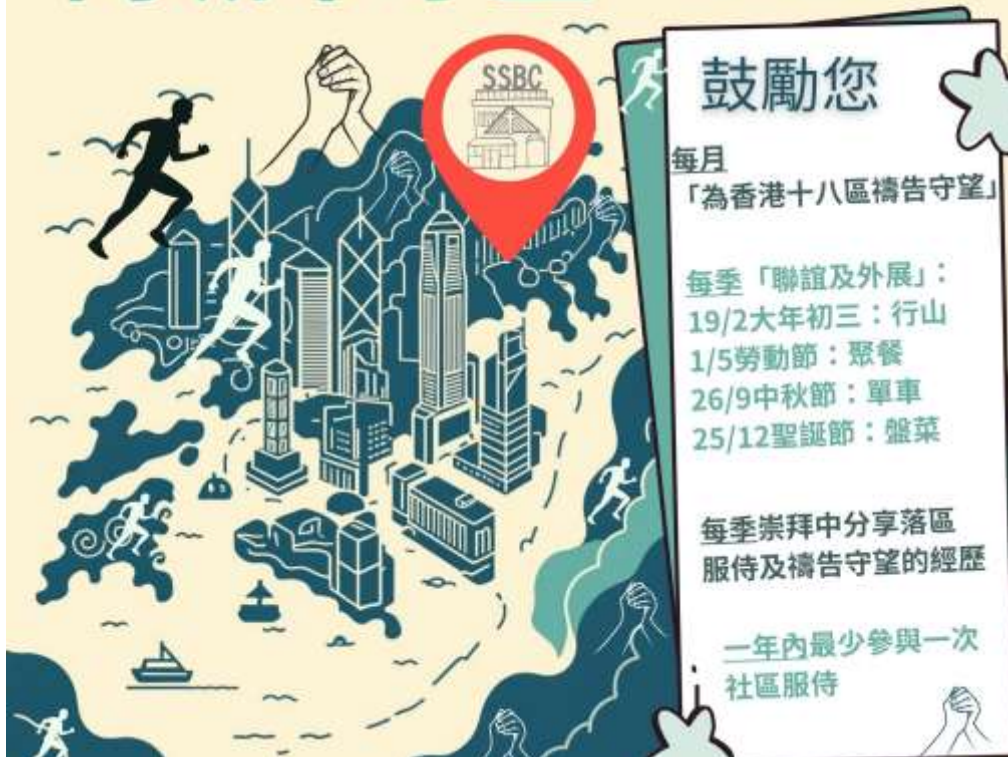 SSBC
鼓勵您
每月
「為香港十八區禱告守望」
每季「聯誼及外展」：
19/2大年初三：行山
1/5勞動節：聚餐
26/9中秋節：單車
25/12聖誕節：盤菜
每季崇拜中分享落區
服侍及禱告守望的經歷
一年內最少參與一次
社區服侍